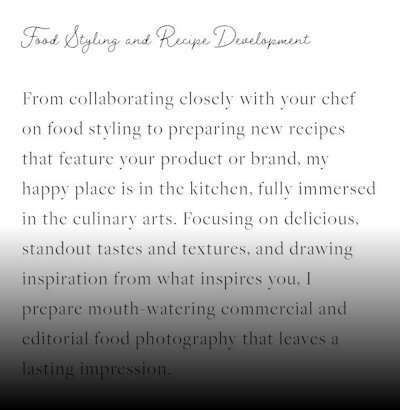 Food Styling and Recipe Development
From collaborating closely with your chef
on food styling to preparing new recipes
that feature your product or brand, my
happy place is in the kitchen, fully immersed
in the culinary arts. Focusing on delicious,
standout tastes and textures, and drawing
inspiration from what inspires you, I
prepare mouth-watering commercial and
editorial food photography that leaves a
lasting impression.